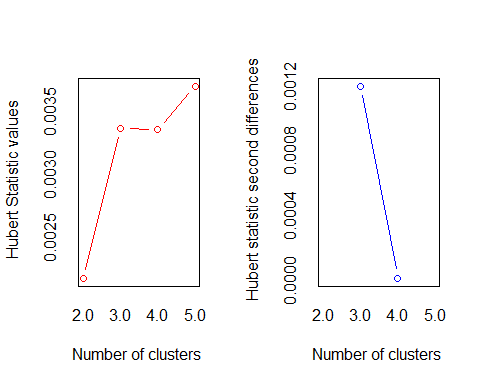 Hubert Statistic values
0.0025 0.0030 0.0035
2.0 3.0 4.0 5.0
Number of clusters
Hubert statistic second differences
0.0000 0.0004 0.0008 0.0012
2.0 3.0 4.0 5.0
Number of clusters